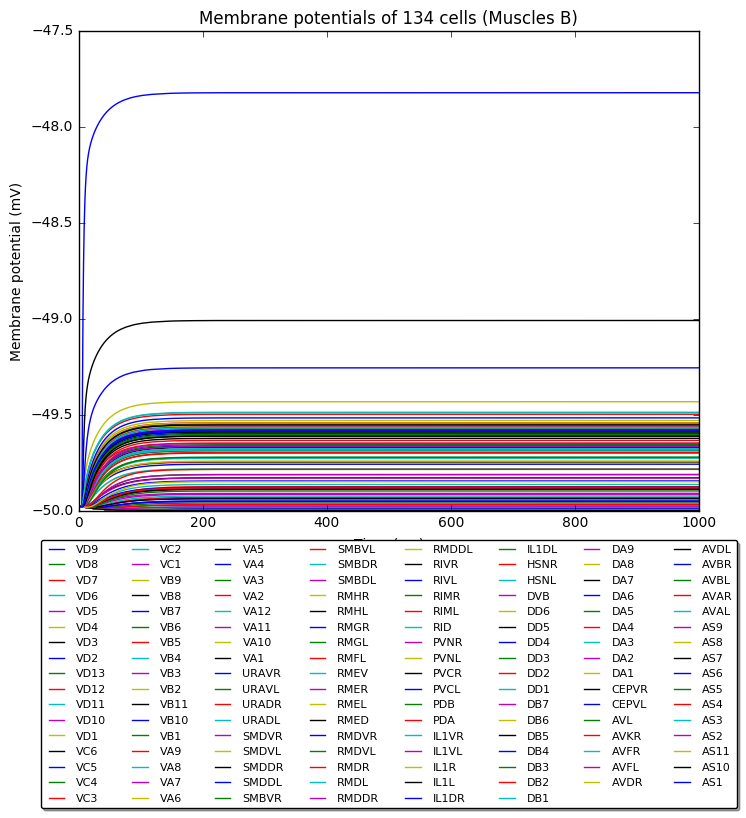 Membrane potentials of 134 cells (Muscles B)
Membrane potential (mV)
−47.5
−48.0
−48.5
−49.0
−49.5
−50.0
0 200 400 600 800 1000
VD9 VC2 VA5 SMBVL RMDDL IL1DL DA9 AVDL
VD8 VC1 VA4 SMBDR RIVR HSNR DA8 AVBR
VD7 VB9 VA3 SMBDL RIVL HSNL DA7 AVBL
VD6 VB8 VA2 RMHR RIMR DVB DA6 AVAR
VD5 VB7 VA12 RMHL RIML DD6 DA5 AVAL
VD4 VB6 VA11 RMGR RID DD5 DA4 AS9
VD3 VB5 VA10 RMGL PVNR DD4 DA3 AS8
VD2 VB4 VA1 RMFL PVNL DD3 DA2 AS7
VD13 VB3 URAVR RMEV PVCR DD2 DA1 AS6
VD12 VB2 URAVL RMER PVCL DD1 CEPVR AS5
VD11 VB11 URADR RMEL PDB DB7 CEPVL AS4
VD10 VB10 URADL RMED PDA DB6 AVL AS3
VD1 VB1 SMDVR RMDVR IL1VR DB5 AVKR AS2
VC6 VA9 SMDVL RMDVL IL1VL DB4 AVFR AS11
VC5 VA8 SMDDR RMDR IL1R DB3 AVFL AS10
VC4 VA7 SMDDL RMDL IL1L DB2 AVDR AS1
VC3 VA6 SMBVR RMDDR IL1DR DB1